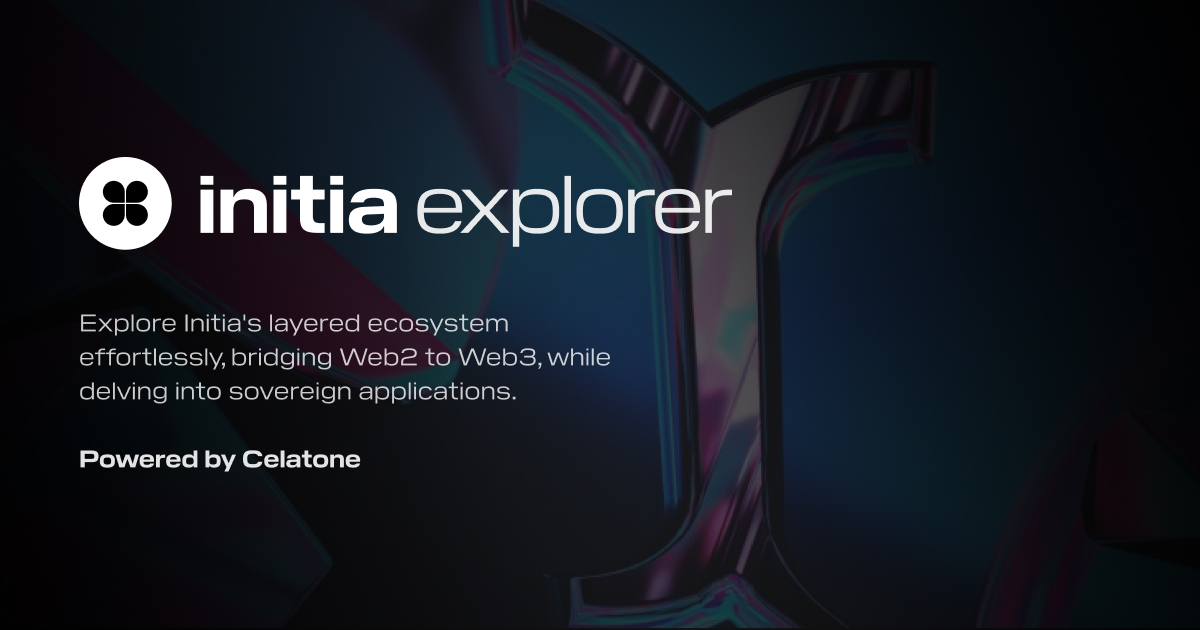 initia explorer
Explore Initia's layered ecosystem
effortlessly, bridging Web2 to Web3, while
delving into sovereign applications.
Powered by Celatone